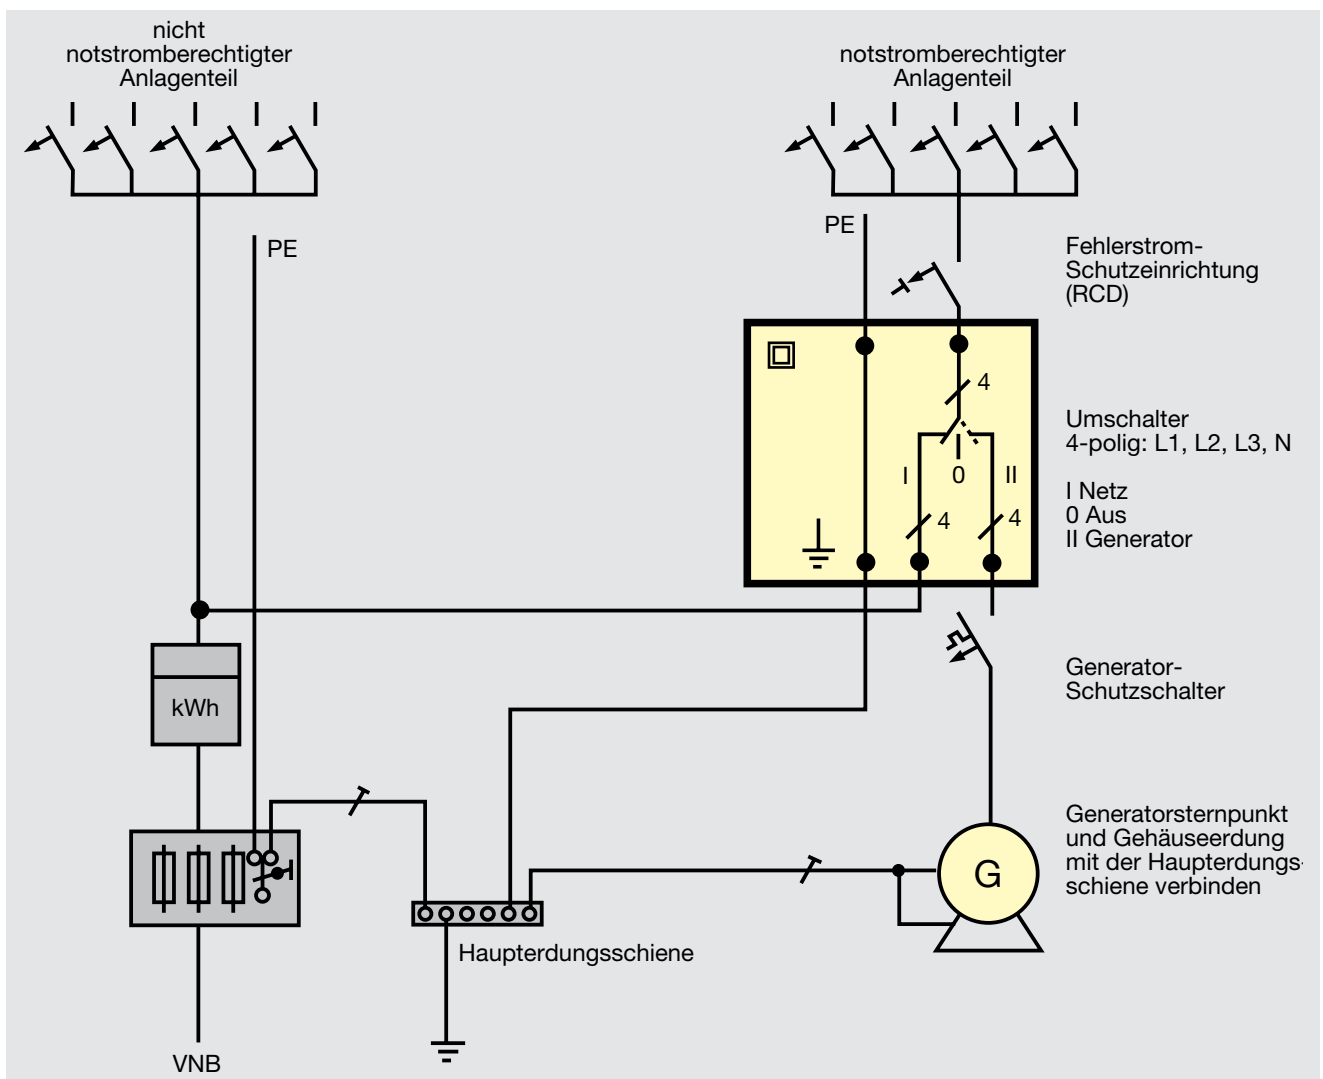 nicht
notstromberechtigter
Anlagenteil
notstromberechtigter
Anlagenteil
PE
PE
Fehlerstrom-
Schutzeinrichtung
(RCD)
4
Umschalter
4-polig: L1, L2, L3, N
I
0
II
I Netz
0 Aus
II Generator
4
4
kWh
Generator-
Schutzschalter
Generatorsternpunkt
und Gehäuseerdung
mit der Haupterdungs-
schiene verbinden
G
Haupterdungsschiene
VNB